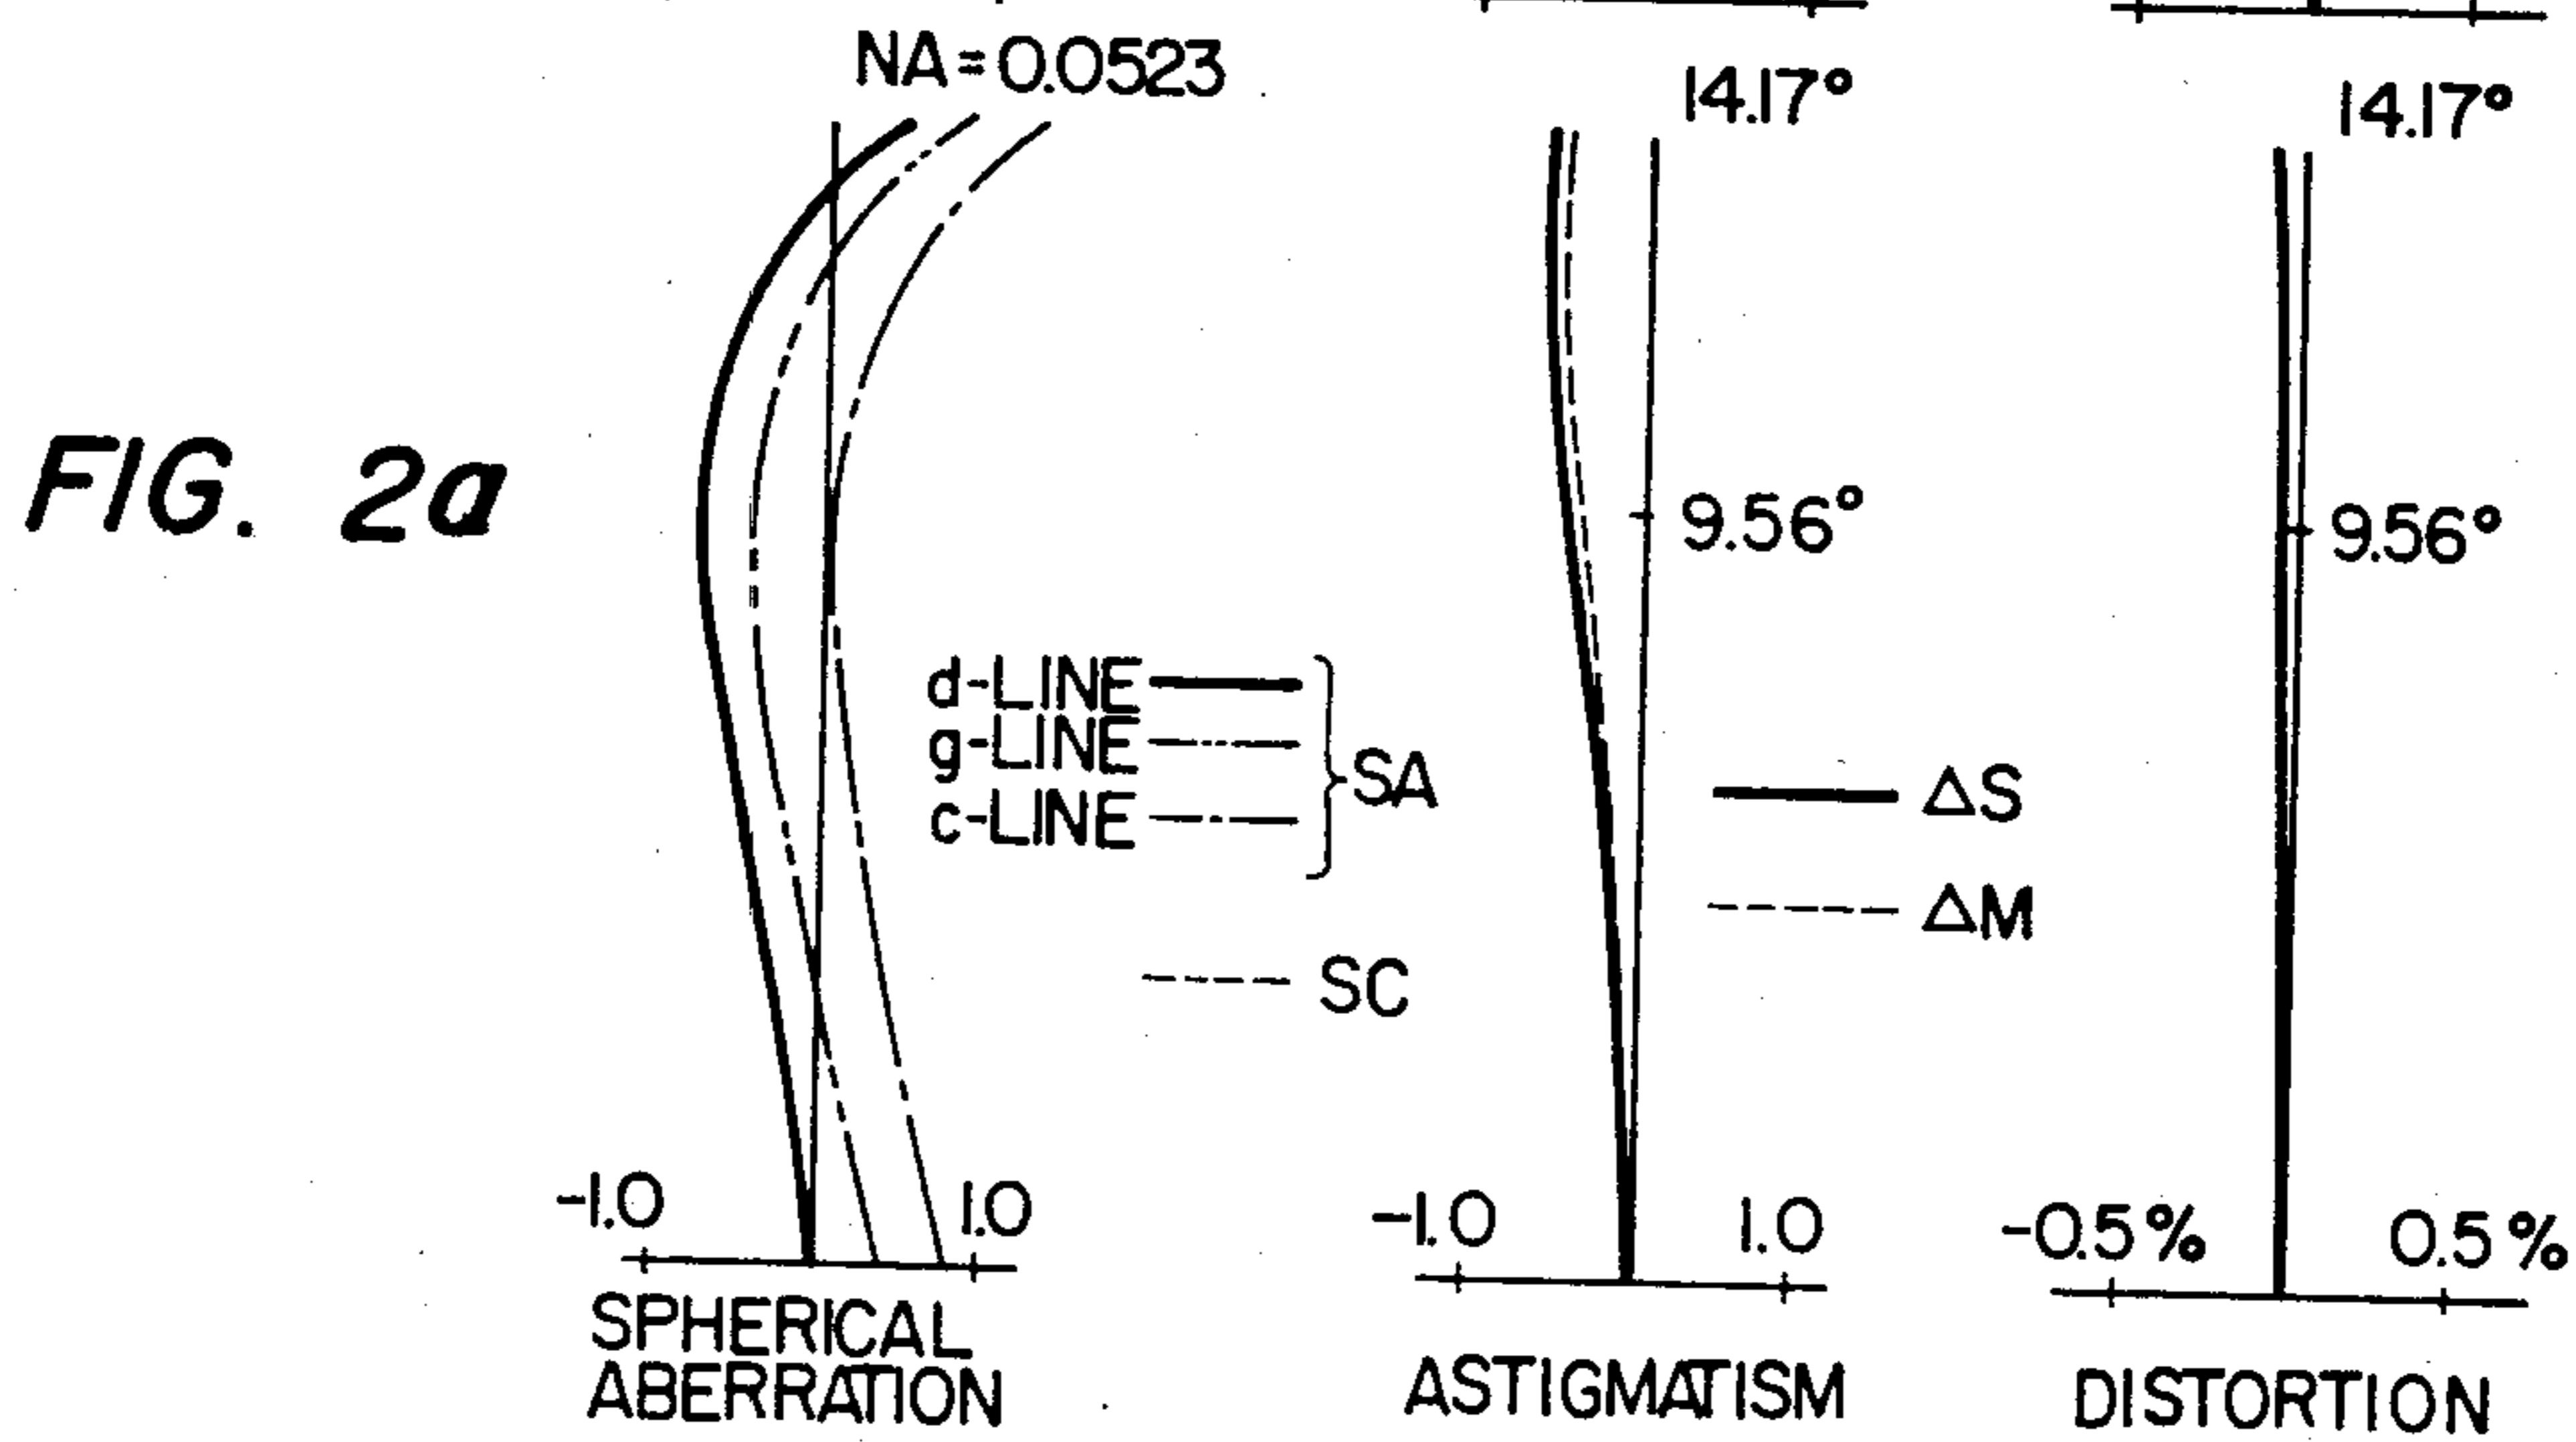 NA=0.0523
14.17°
14.17°
FIG. 2a
9.56°
9.56°
d-LINE
g-LINE
c-LINE
SA
SC
ΔS
ΔM
-1.0 1.0
-1.0 1.0
-0.5% 0.5%
SPHERICAL
ABERRATION
ASTIGMATISM
DISTORTION